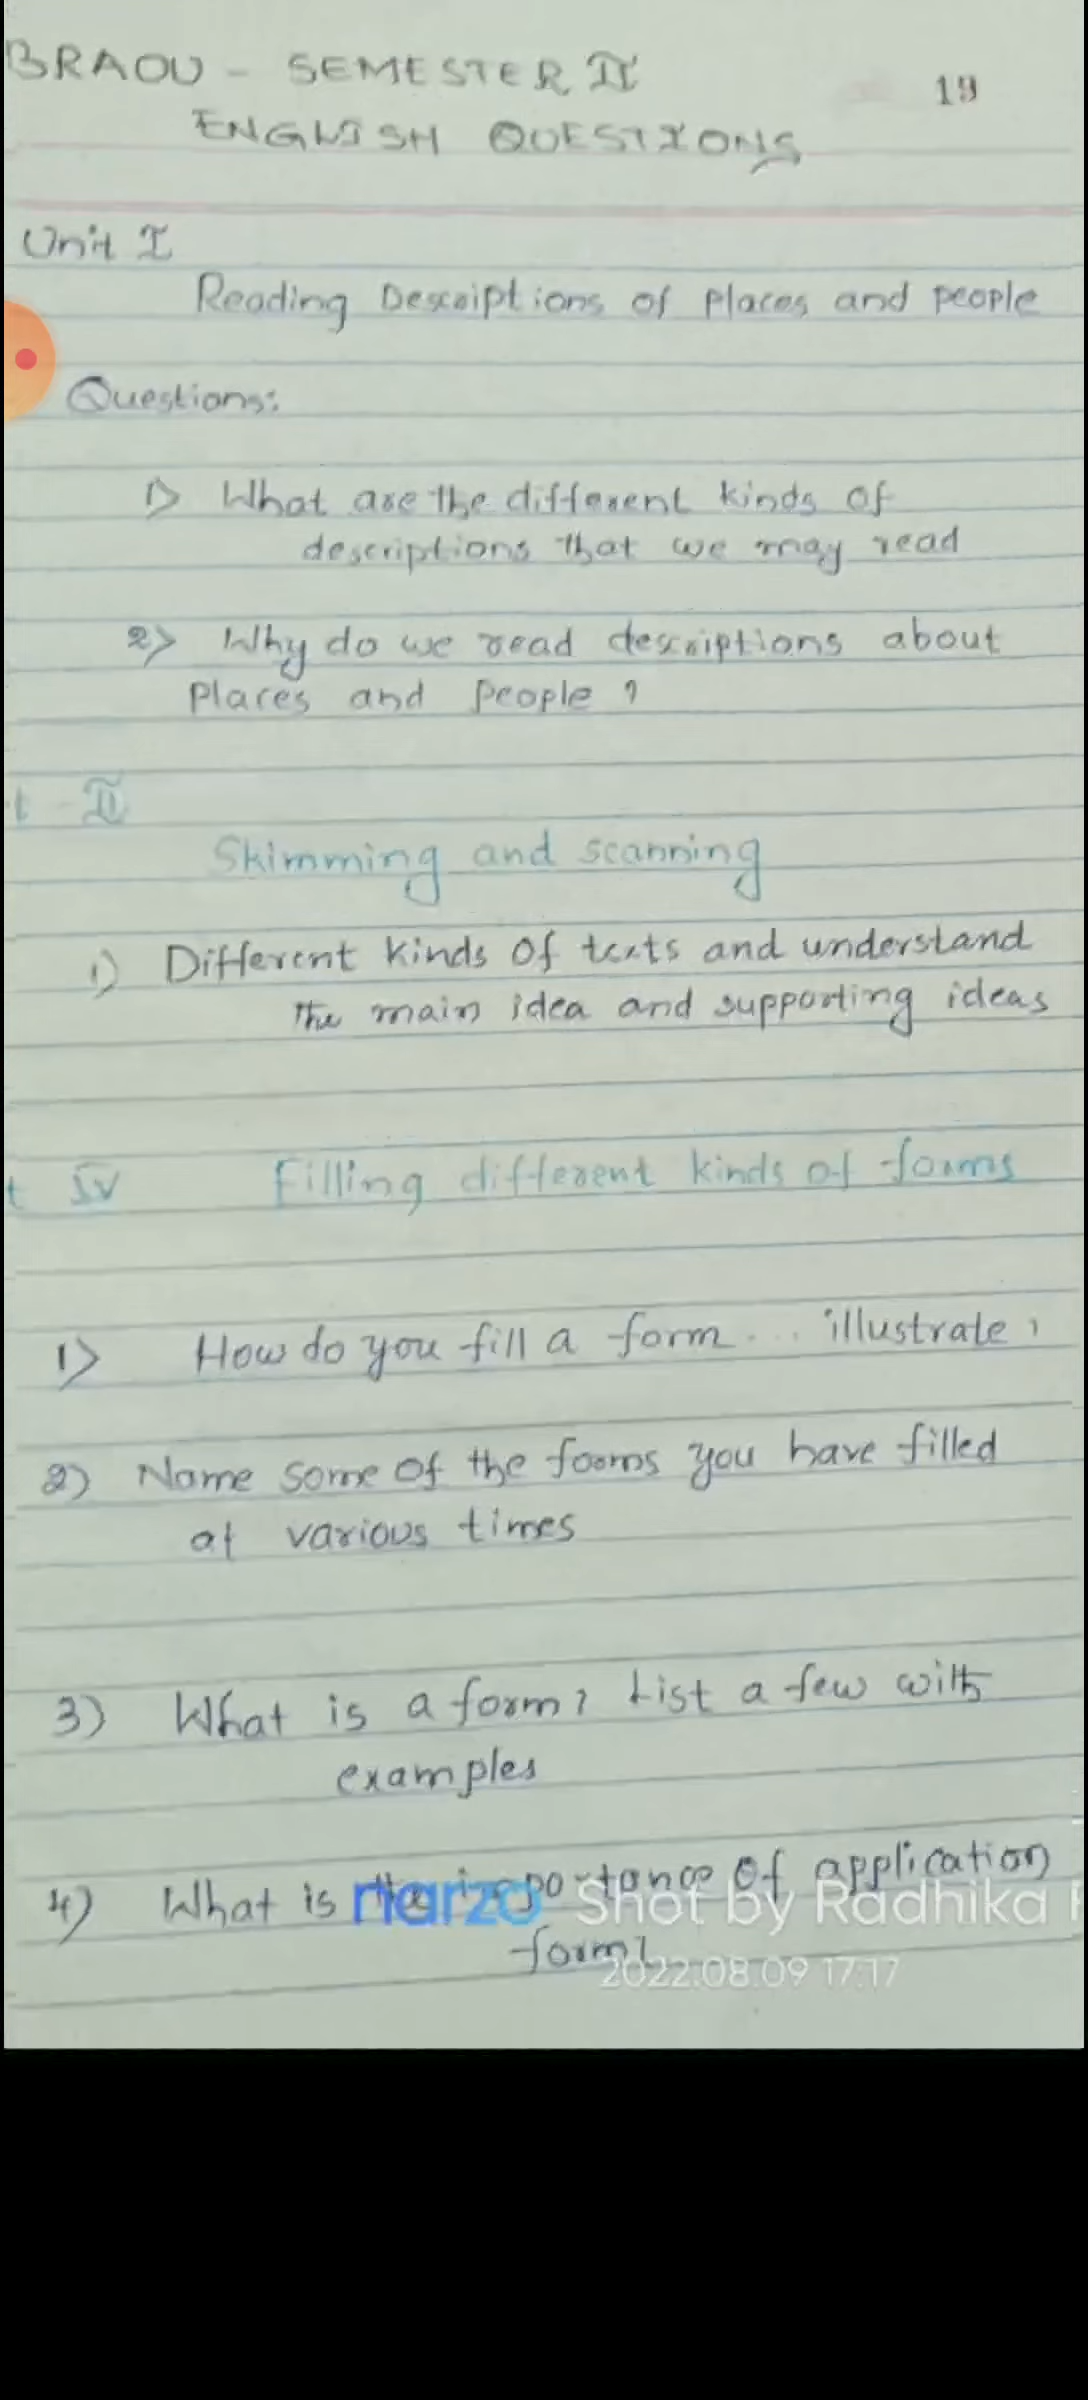 BRAOU - SEMESTER II
19
ENGLISH QUESTIONS
Unit I
Reading Descriptions of places and people
Questions:
1) What are the different kinds of
descriptions that we may read
2) Why do we read descriptions about
places and people ?
t II
Skimming and scanning
1) Different kinds of texts and understand
the main idea and supporting ideas
t IV Filling different kinds of forms
1) How do you fill a form... illustrate,
2) Name some of the forms you have filled
at various times
3) What is a form? List a few with
examples
4) What is the importance of application
form?
narzo Shot by Radhika
2022.08.09 17:17